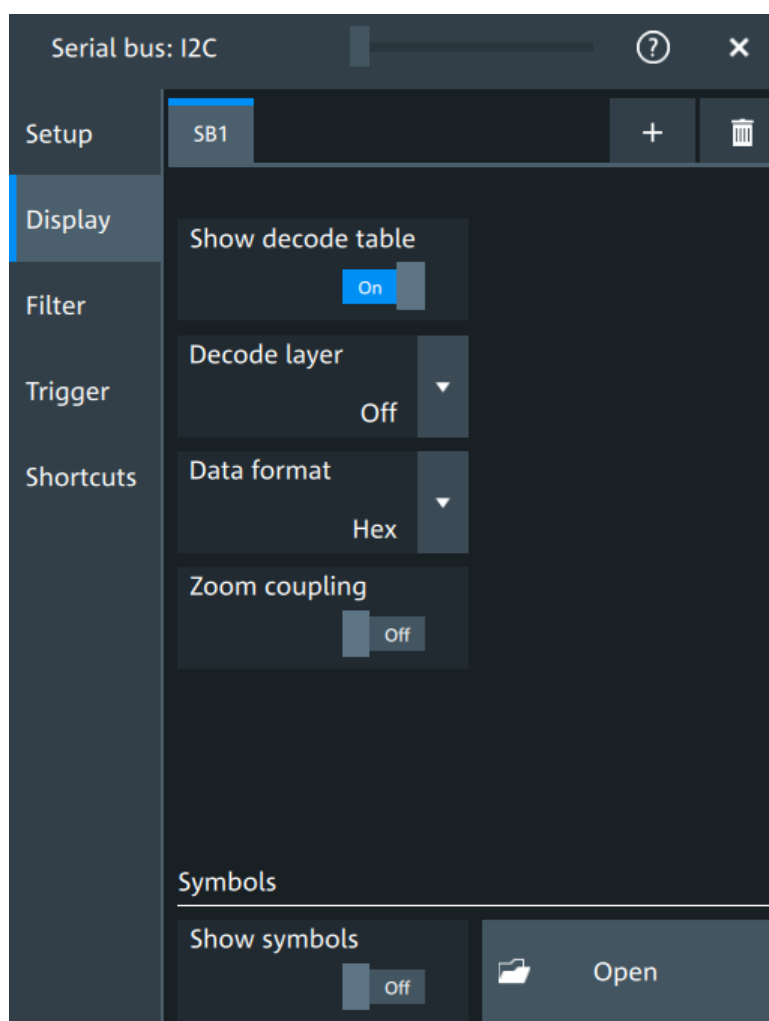 Serial bus: I2C
Setup
SB1
Display
Show decode table
On
Filter
Decode layer
Off
Trigger
Data format
Hex
Shortcuts
Zoom coupling
Off
Symbols
Show symbols
Off
Open